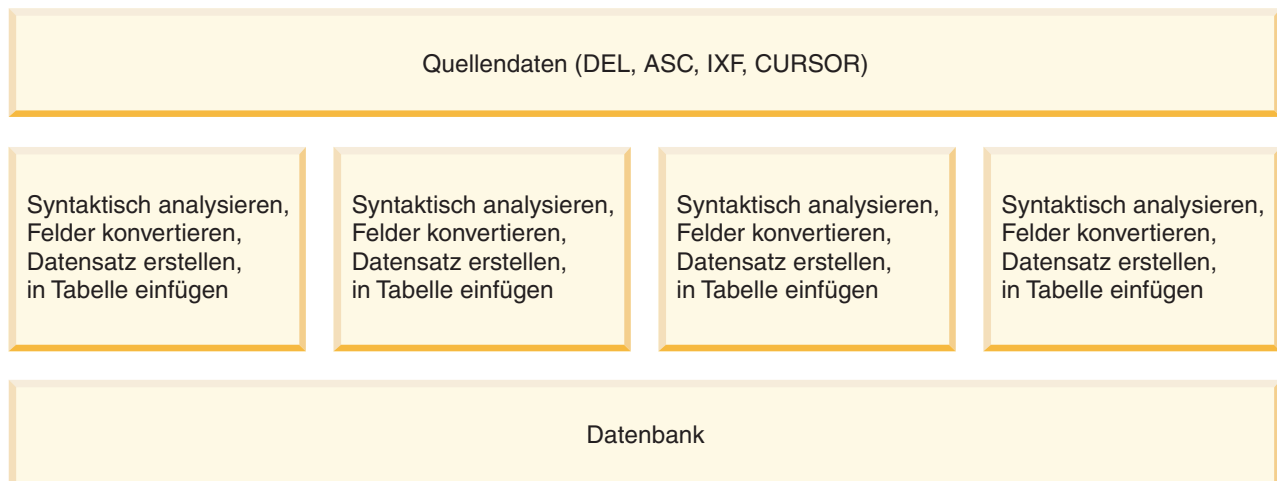 Quellendaten (DEL, ASC, IXF, CURSOR)
Syntaktisch analysieren,
Felder konvertieren,
Datensatz erstellen,
in Tabelle einfügen
Syntaktisch analysieren,
Felder konvertieren,
Datensatz erstellen,
in Tabelle einfügen
Syntaktisch analysieren,
Felder konvertieren,
Datensatz erstellen,
in Tabelle einfügen
Syntaktisch analysieren,
Felder konvertieren,
Datensatz erstellen,
in Tabelle einfügen
Datenbank